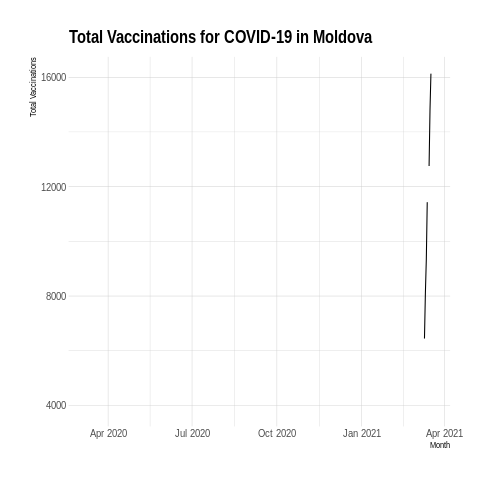 Total Vaccinations for COVID-19 in Moldova
Total Vaccinations
16000
12000
8000
4000
Apr 2020 Jul 2020 Oct 2020 Jan 2021 Apr 2021
Month